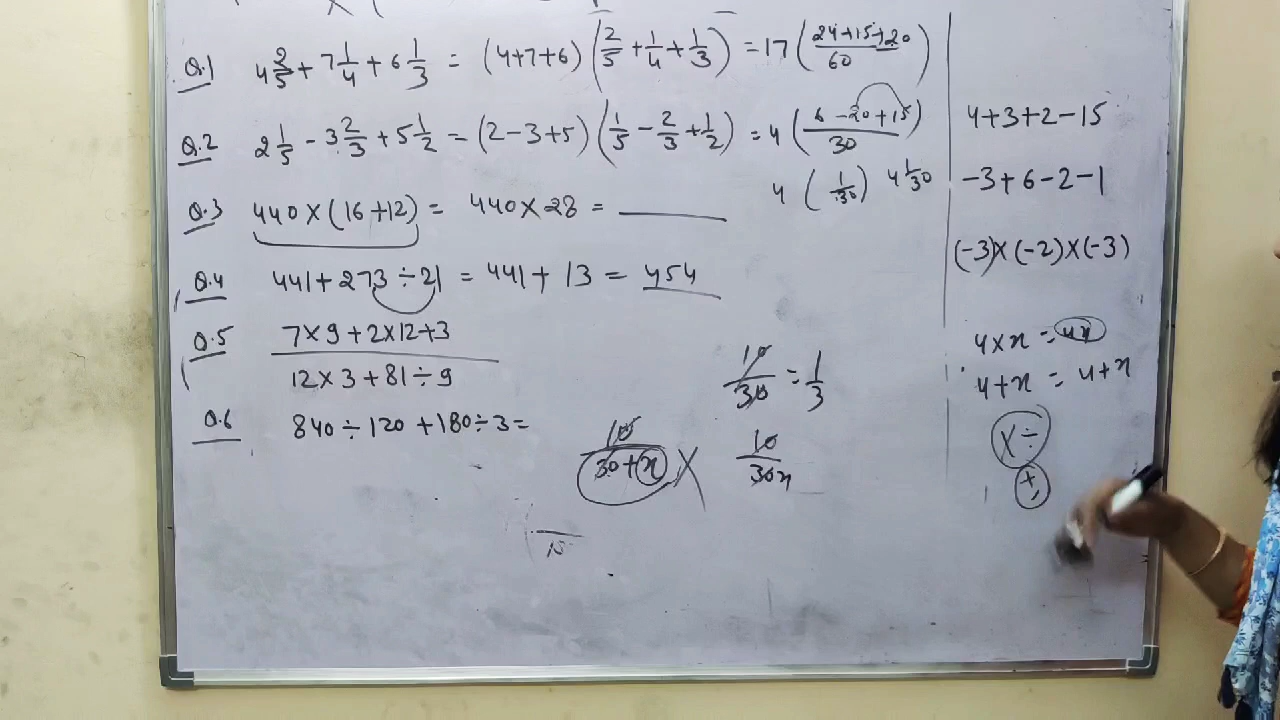 Q.1 4 2/5 + 7 1/4 + 6 1/3 = (4+7+6) (2/5 + 1/4 + 1/3) = 17 ((24+15+20)/60)
Q.2 2 1/5 - 3 2/3 + 5 1/2 = (2-3+5) (1/5 - 2/3 + 1/2) = 4 ((6-20+15)/30)
4 (1/30) 4 1/30
Q.3 440×(16+12) = 440×28 = ______
Q.4 441+273÷21 = 441+13 = 454
Q.5 (7×9+2×12+3)/(12×3+81÷9)
Q.6 840÷120+180÷3=
10/30 = 1/3
10/(30+x) × 10/30x
10
4+3+2-15
-3+6-2-1
(-3)×(-2)×(-3)
4×x = 4x
4+x = 4+x
× ÷
+,-